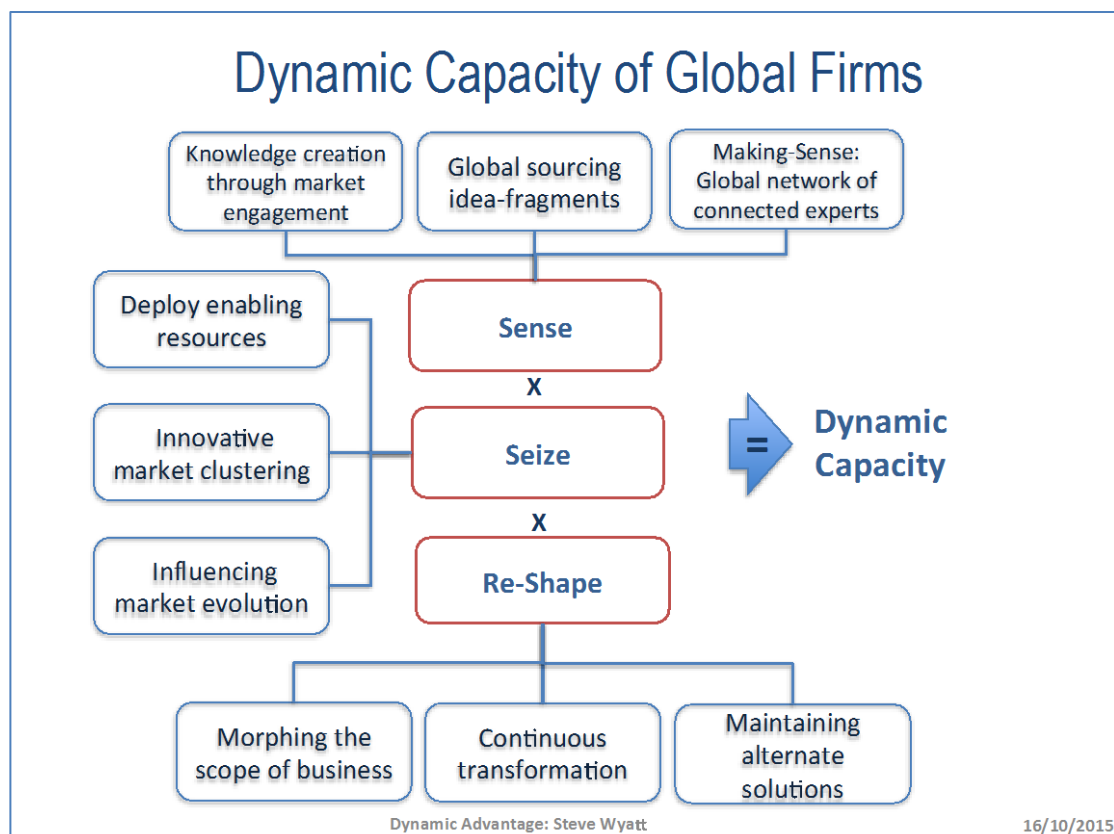 Dynamic Capacity of Global Firms
Knowledge creation
through market
engagement
Global sourcing
idea-fragments
Making-Sense:
Global network of
connected experts
Deploy enabling
resources
Sense
X
Innovative
market clustering
Seize
=
Dynamic
Capacity
X
Influencing
market evolution
Re-Shape
Morphing the
scope of business
Continuous
transformation
Maintaining
alternate
solutions
Dynamic Advantage: Steve Wyatt
16/10/2015